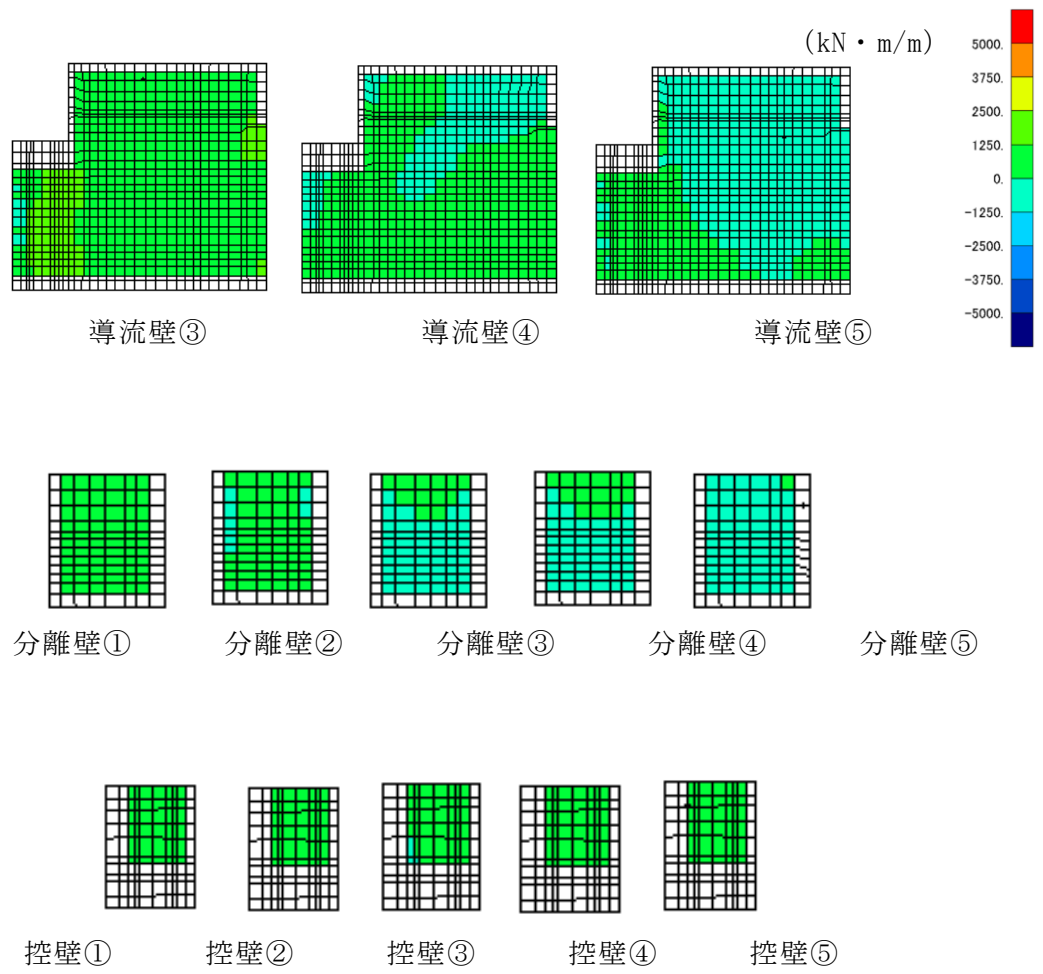 (kN・m/m)
5000.
3750.
2500.
1250.
0.
-1250.
-2500.
-3750.
-5000.
導流壁③ 導流壁④ 導流壁⑤
分離壁① 分離壁② 分離壁③ 分離壁④ 分離壁⑤
控壁① 控壁② 控壁③ 控壁④ 控壁⑤